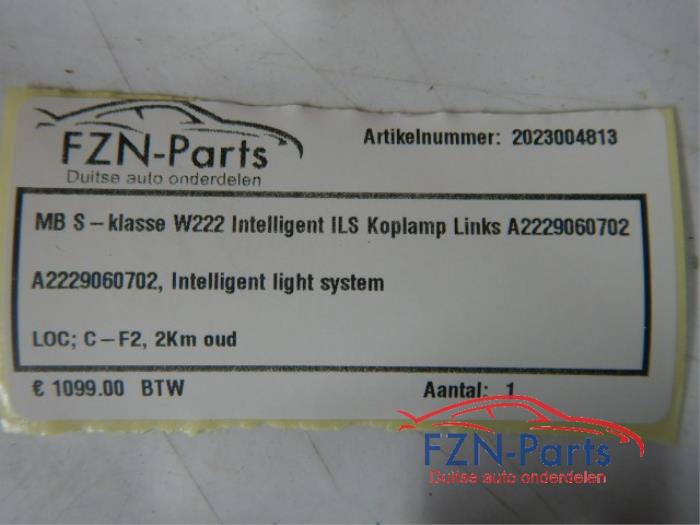 FZN-Parts
Duitse auto onderdelen
Artikelnummer: 2023004813
MB S-klasse W222 Intelligent ILS Koplamp Links A2229060702
A2229060702, Intelligent light system
LOC; C-F2, 2Km oud
€ 1099.00 BTW
Aantal: 1
FZN-Parts
Duitse auto onderdelen